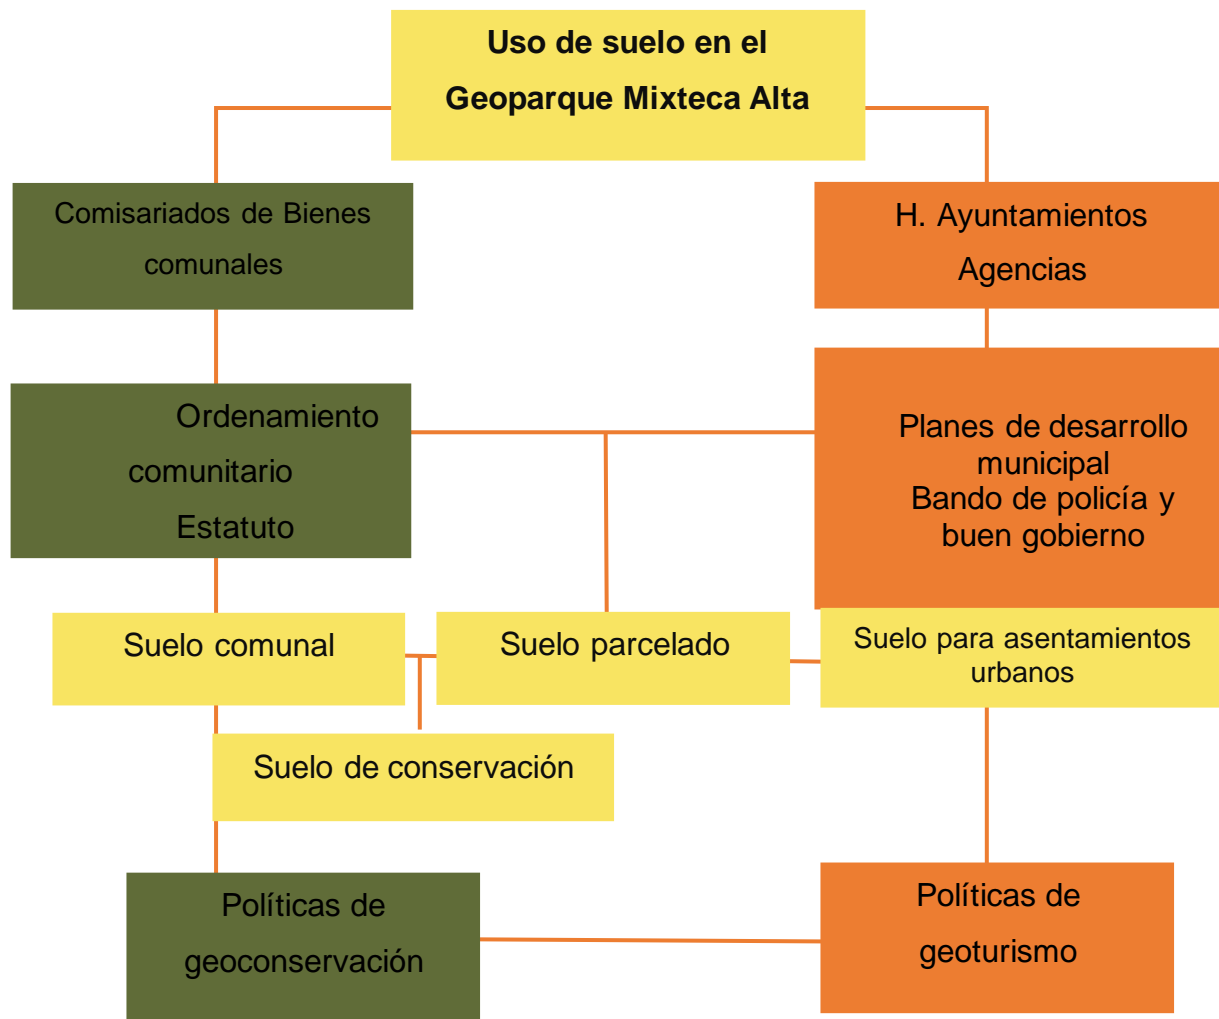 Uso de suelo en el
Geoparque Mixteca Alta
Comisariados de Bienes
comunales
H. Ayuntamientos
Agencias
Ordenamiento
comunitario
Estatuto
Planes de desarrollo
municipal
Bando de policía y
buen gobierno
Suelo comunal
Suelo parcelado
Suelo para asentamientos
urbanos
Suelo de conservación
Políticas de
geoconservación
Políticas de
geoturismo